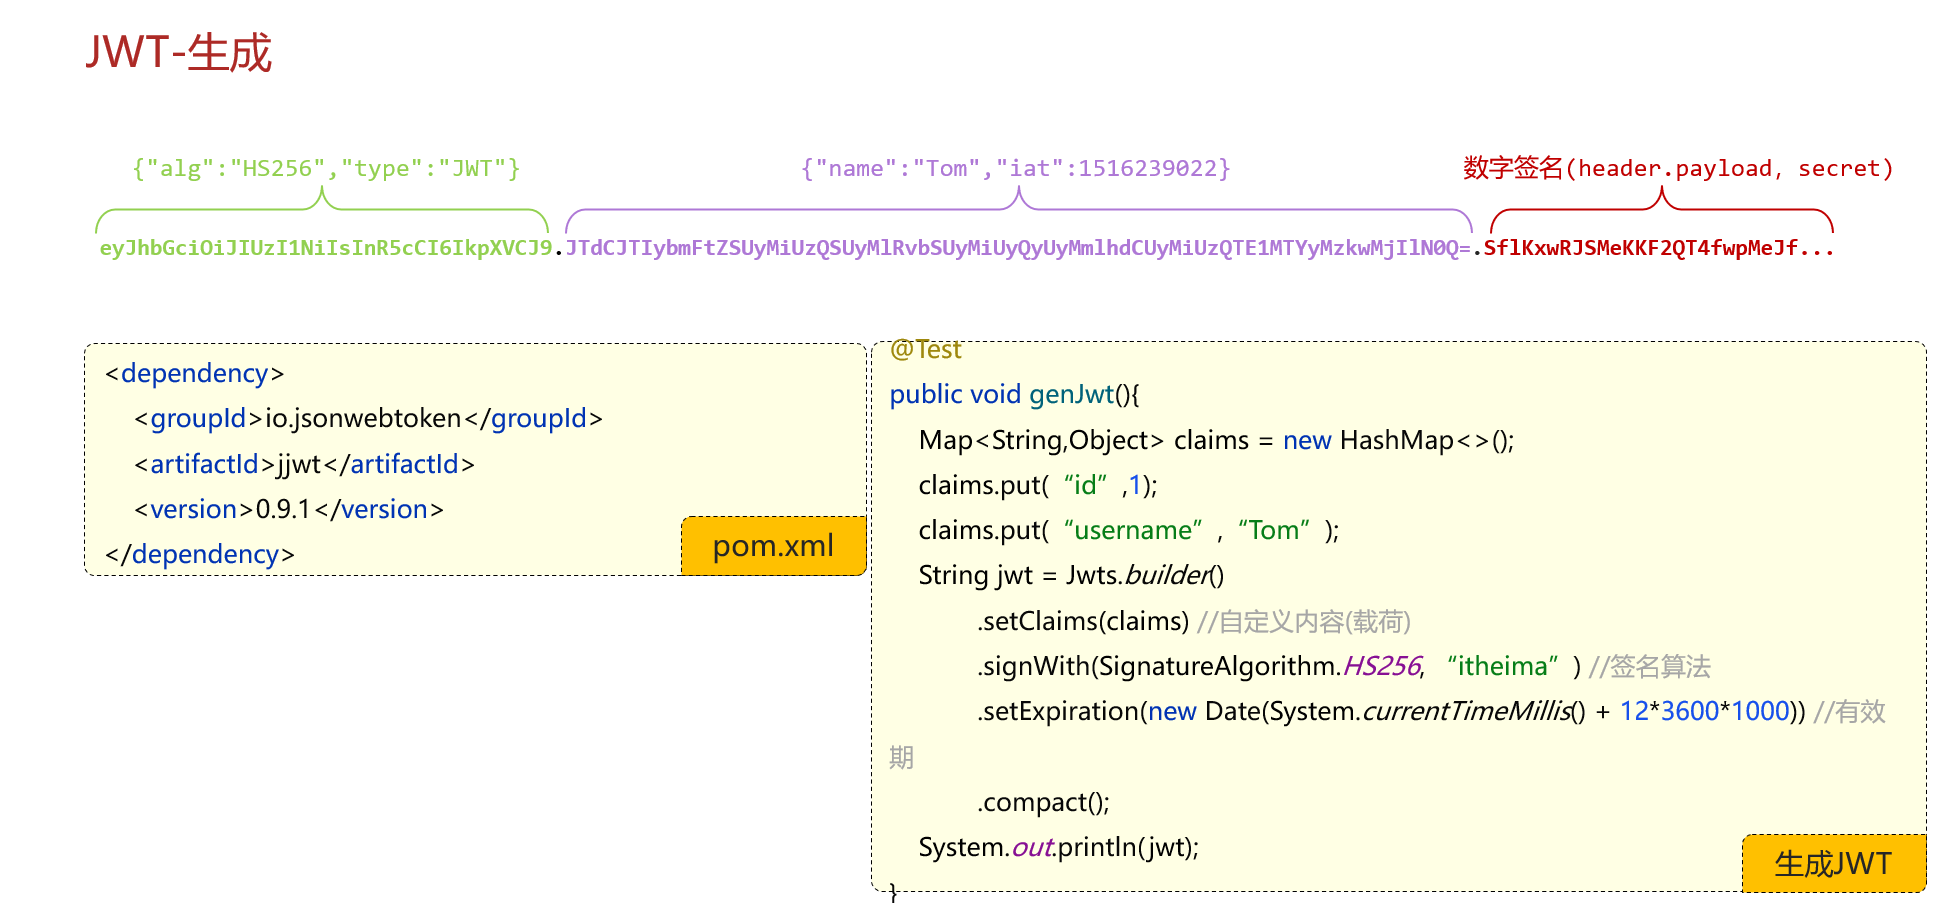 JWT-生成
{"alg":"HS256","type":"JWT"}
{"name":"Tom","iat":1516239022}
数字签名(header.payload, secret)
eyJhbGciOiJIUzI1NiIsInR5cCI6IkpXVCJ9.JTdCJTIybmFtZSUyMiUzQSUyMlRvbSUyMiUyQyUyMmlhdCUyMiUzQTE1MTYyMzkwMjIlN0Q=.SflKxwRJSMeKKF2QT4fwpMeJf...
<dependency>
<groupId>io.jsonwebtoken</groupId>
<artifactId>jjwt</artifactId>
<version>0.9.1</version>
</dependency>
pom.xml
@Test
public void genJwt(){
Map<String,Object> claims = new HashMap<>();
claims.put( “id” ,1);
claims.put( “username” , “Tom” );
String jwt = Jwts.builder()
.setClaims(claims) //自定义内容(载荷)
.signWith(SignatureAlgorithm.HS256, “itheima” ) //签名算法
.setExpiration(new Date(System.currentTimeMillis() + 12*3600*1000)) //有效
期
.compact();
System.out.println(jwt);
}
生成JWT